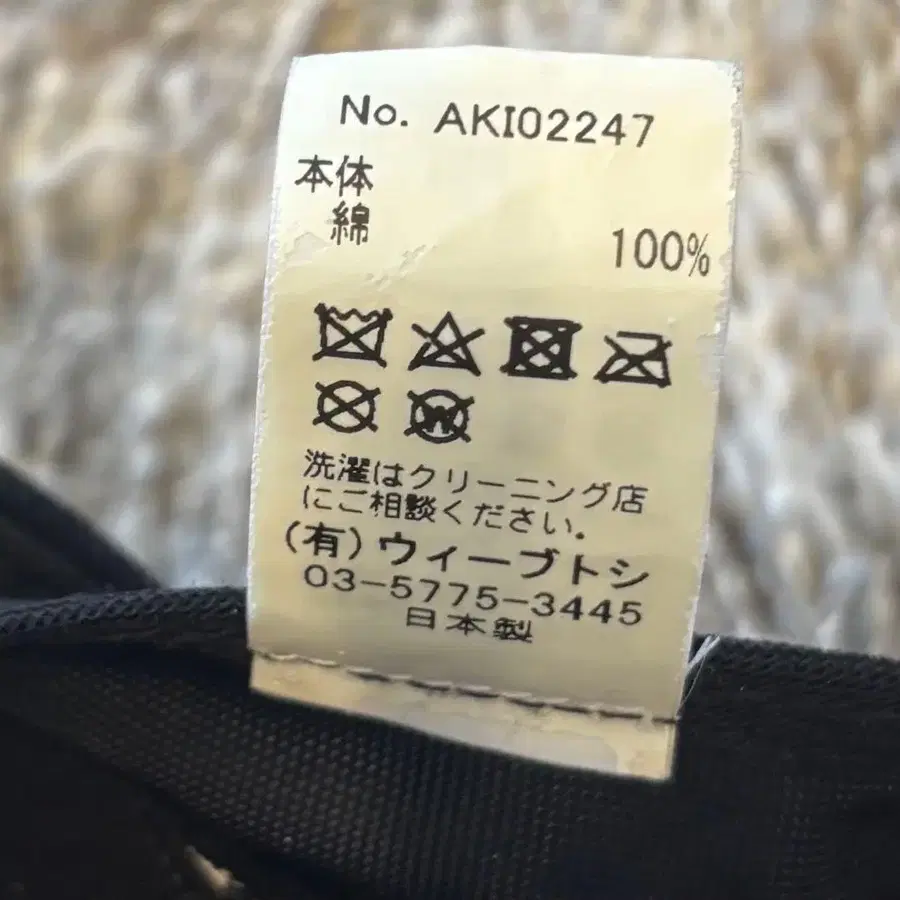 No. AKI02247
本体
綿 100%
W
洗濯はクリーニング店
にご相談ください.
(有)ウィーブトシ
03-5775-3445
日本製